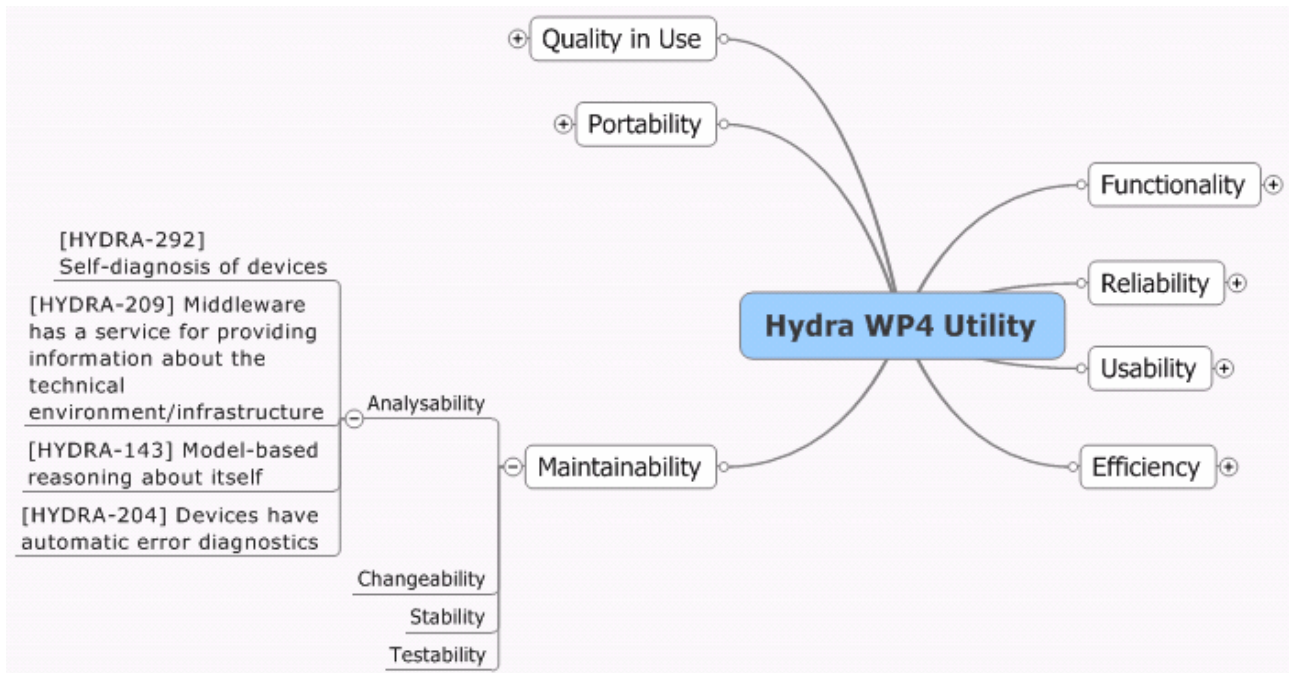 Quality in Use
Portability
Functionality
Reliability
Hydra WP4 Utility
Usability
Efficiency
Maintainability
[HYDRA-292]
Self-diagnosis of devices
[HYDRA-209] Middleware
has a service for providing
information about the
technical
environment/infrastructure
[HYDRA-143] Model-based
reasoning about itself
[HYDRA-204] Devices have
automatic error diagnostics
Analysability
Changeability
Stability
Testability